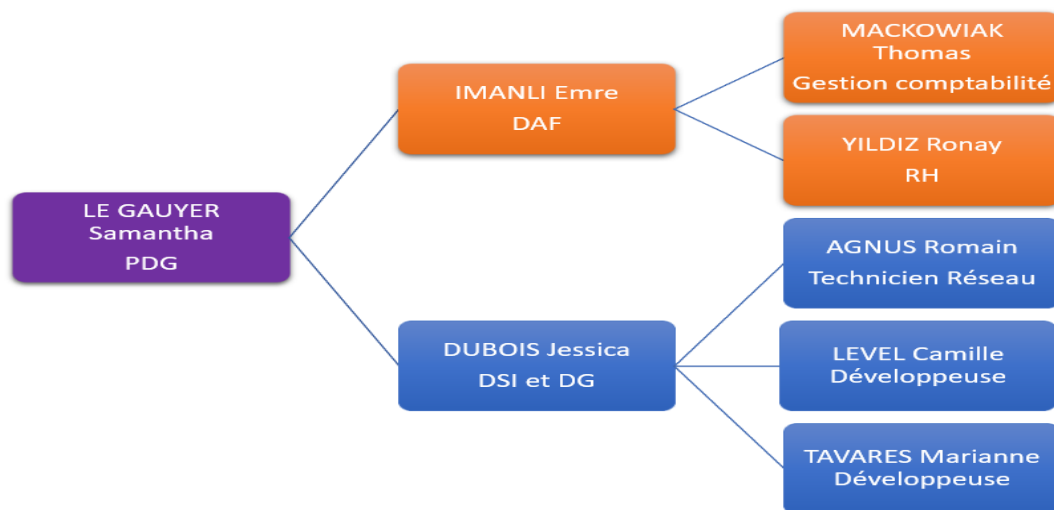 LE GAUYER
Samantha
PDG
IMANLI Emre
DAF
MACKOWIAK
Thomas
Gestion comptabilité
YILDIZ Ronay
RH
DUBOIS Jessica
DSI et DG
AGNUS Romain
Technicien Réseau
LEVEL Camille
Développeuse
TAVARES Marianne
Développeuse